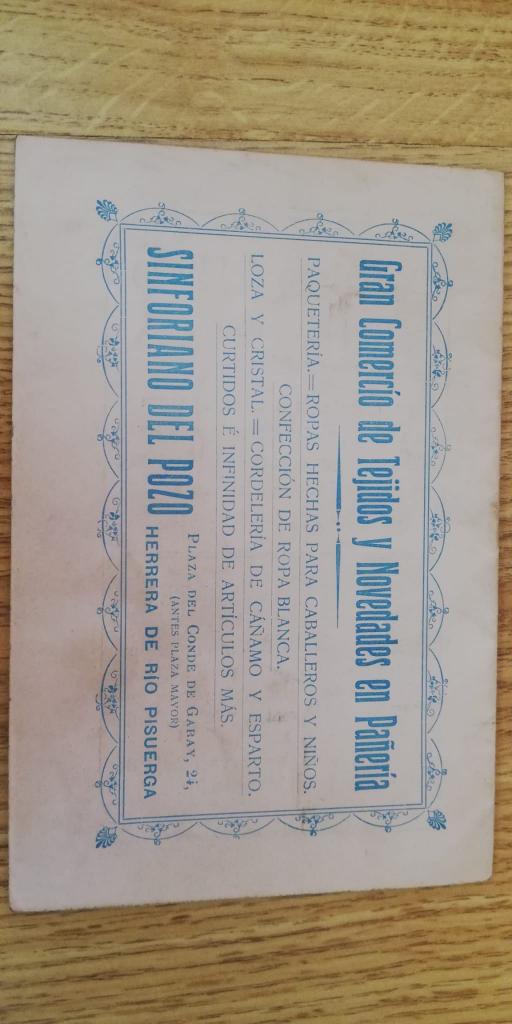 Gran Comercio de Tejidos y Novedades en Pañería
PAQUETERÍA.=ROPAS HECHAS PARA CABALLEROS Y NIÑOS.
CONFECCIÓN DE ROPA BLANCA.
LOZA Y CRISTAL.=CORDELERÍA DE CÁÑAMO Y ESPARTO.
CURTIDOS É INFINIDAD DE ARTÍCULOS MÁS.
SINFORIANO DEL POZO
PLAZA DEL CONDE DE GARAY,
(ANTES PLAZA MAYOR)
HERRERA DE RÍO PISUERGA